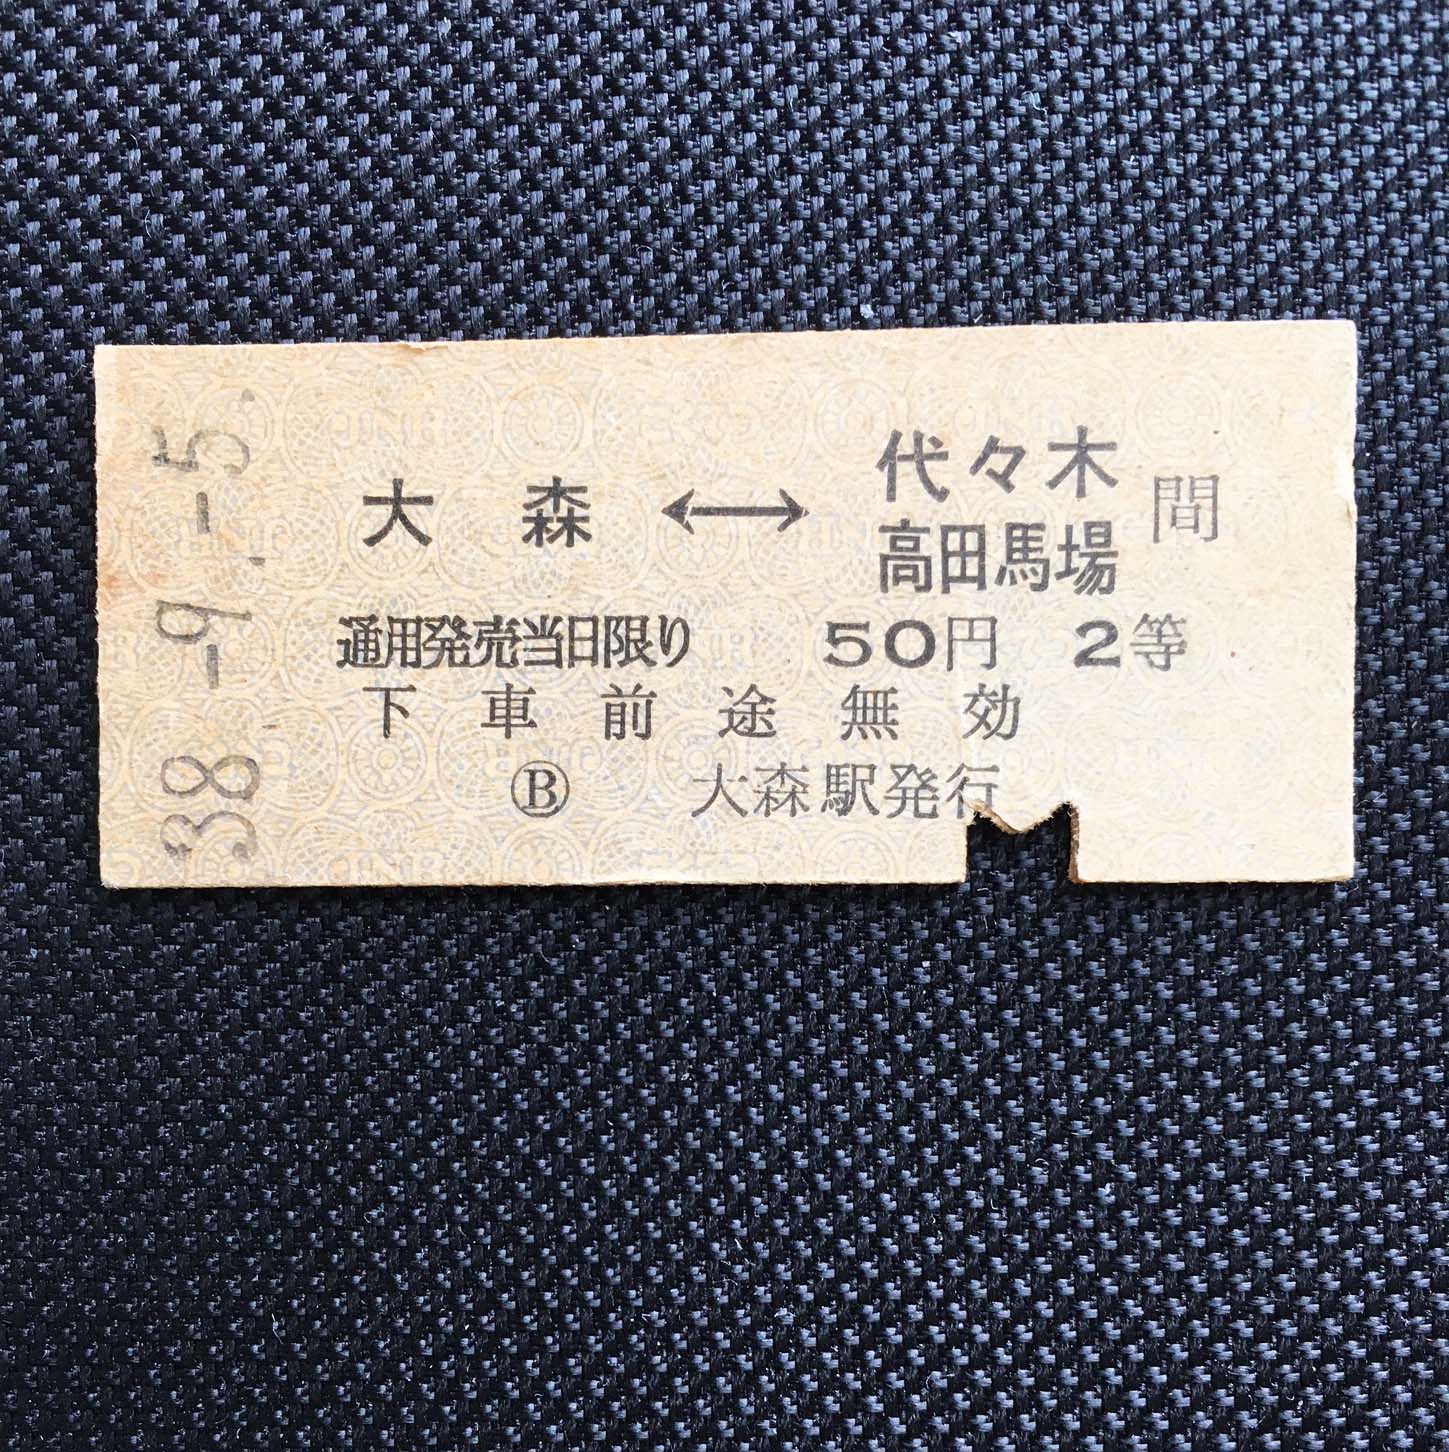 38.-9.-5.
大森 ↔ 代々木
高田馬場 間
通用発売当日限り 50円 2等
下車前途無効
Ⓑ 大森駅発行